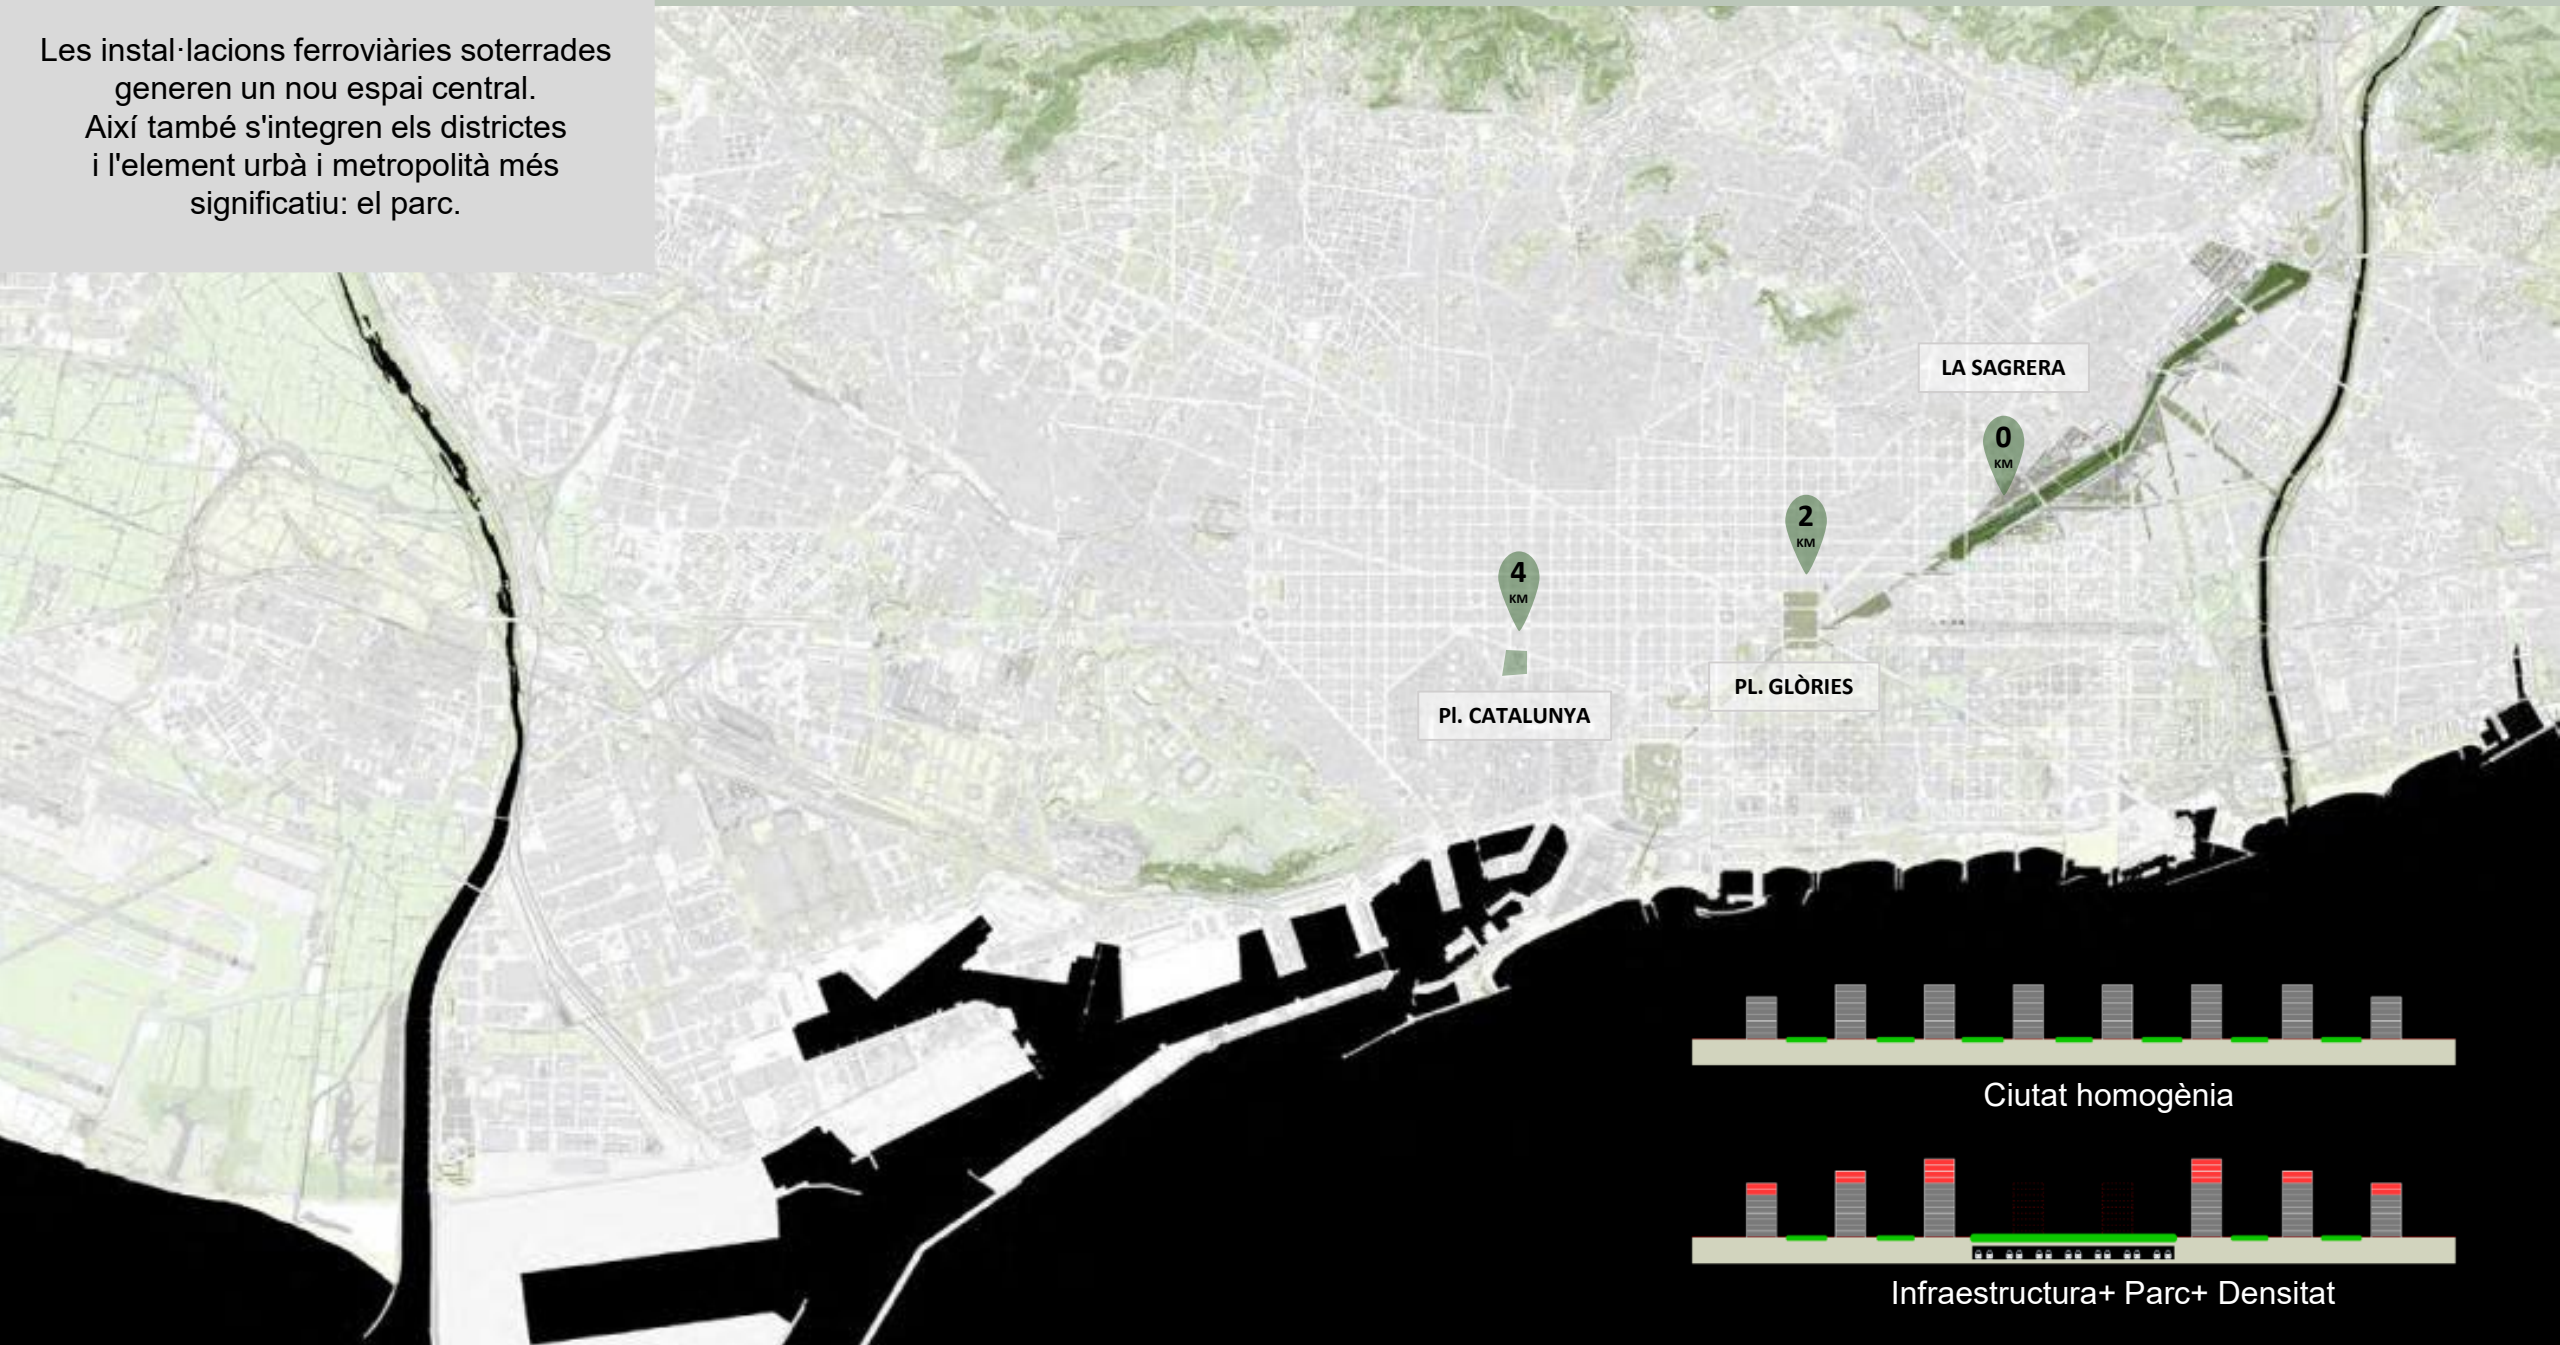 Les instal·lacions ferroviàries soterrades
generen un nou espai central.
Així també s'integren els districtes
i l'element urbà i metropolità més
significatiu: el parc.
LA SAGRERA
0
KM
2
KM
4
KM
PL. GLÒRIES
Pl. CATALUNYA
Ciutat homogènia
Infraestructura+ Parc+ Densitat